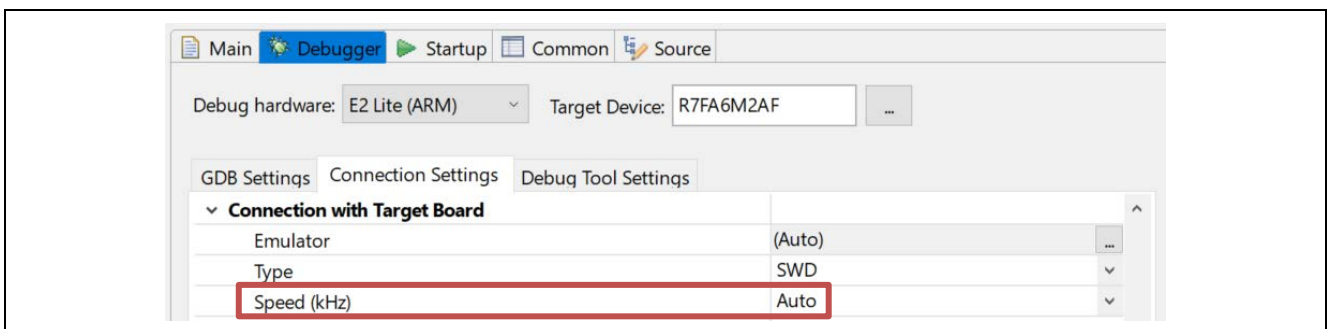 Main Debugger Startup Common Source
Debug hardware: E2 Lite (ARM) Target Device: R7FA6M2AF ...
GDB Settings Connection Settings Debug Tool Settings
Connection with Target Board
Emulator (Auto) ...
Type SWD
Speed (kHz) Auto